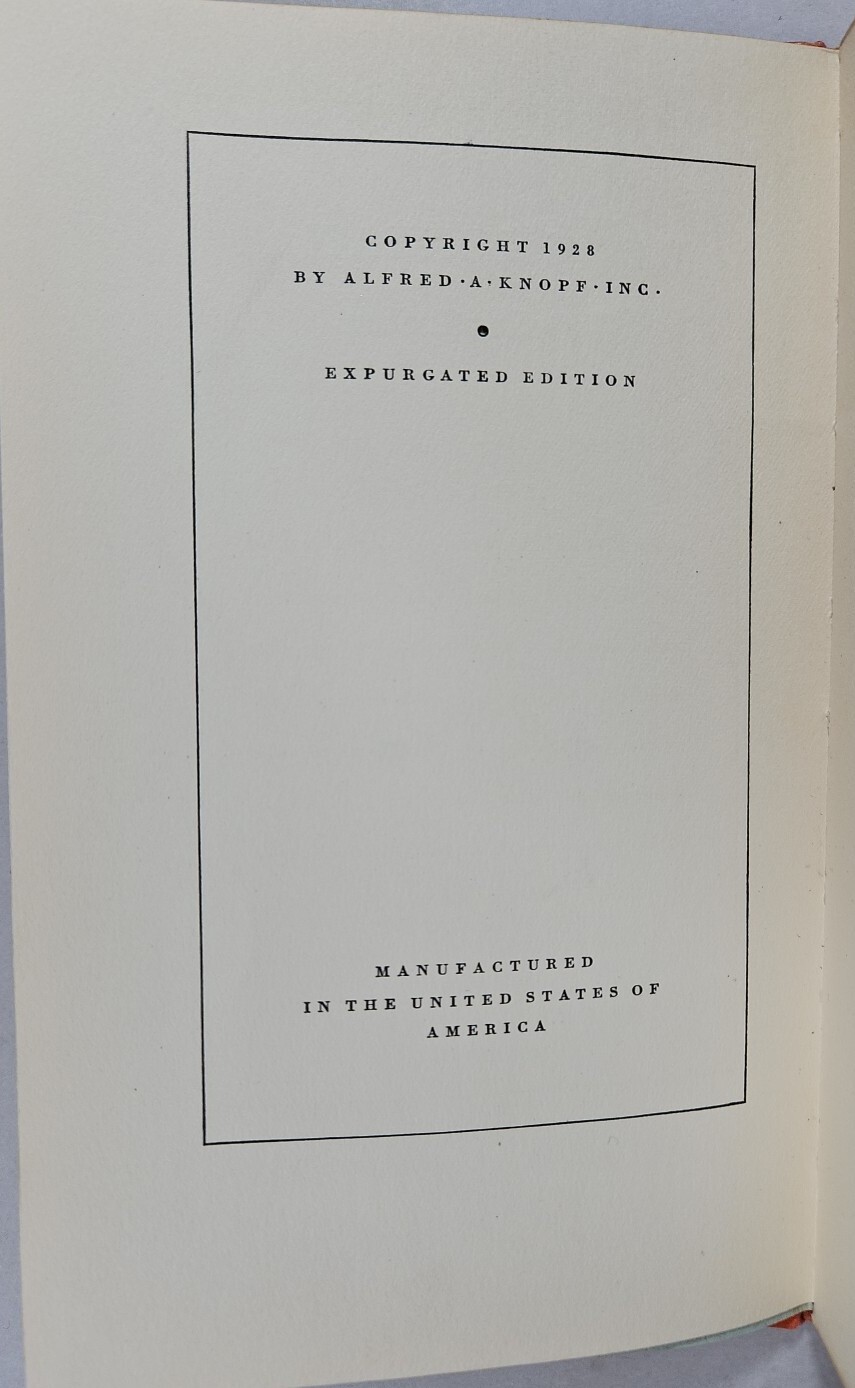 COPYRIGHT 1928
BY ALFRED·A·KNOPF·INC.
EXPURGATED EDITION
MANUFACTURED
IN THE UNITED STATES OF
AMERICA